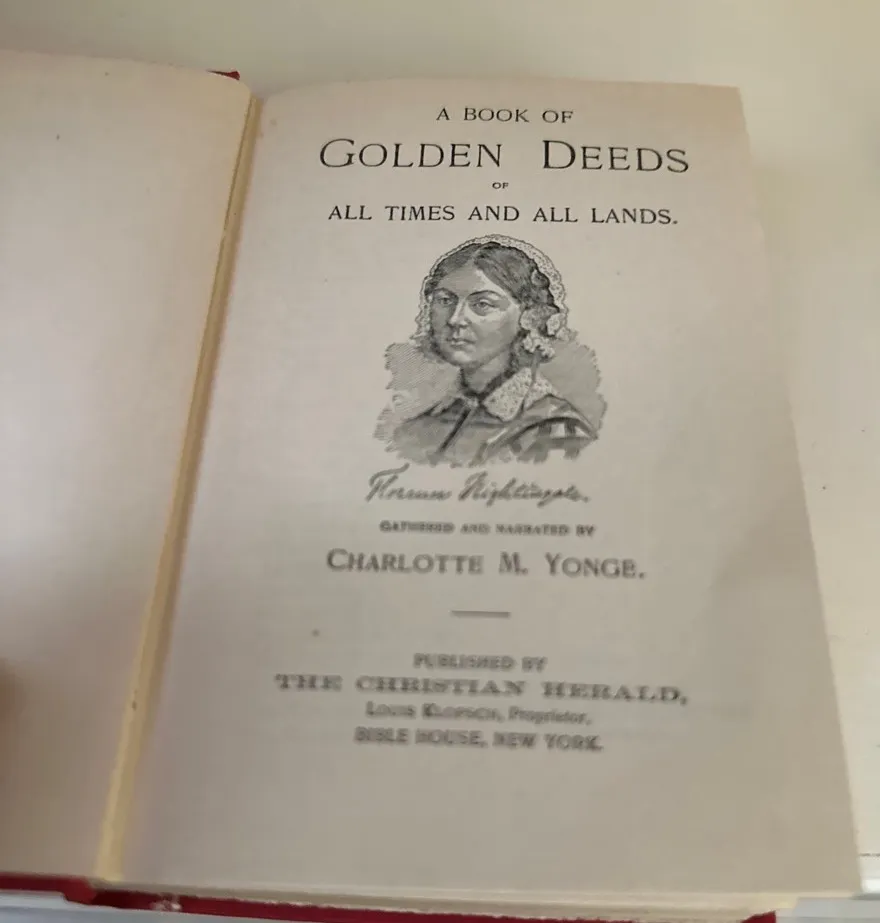 A BOOK OF
GOLDEN DEEDS
OF
ALL TIMES AND ALL LANDS.
Florence Nightingale.
GATHERED AND NARRATED BY
CHARLOTTE M. YONGE.
PUBLISHED BY
THE CHRISTIAN HERALD,
LOUIS KLOPSCH, Proprietor,
BIBLE HOUSE, NEW YORK.